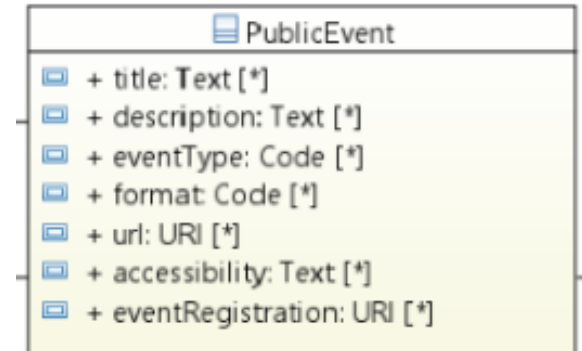 PublicEvent
+ title: Text [*]
+ description: Text [*]
+ eventType: Code [*]
+ format: Code [*]
+ url: URI [*]
+ accessibility: Text [*]
+ eventRegistration: URI [*]